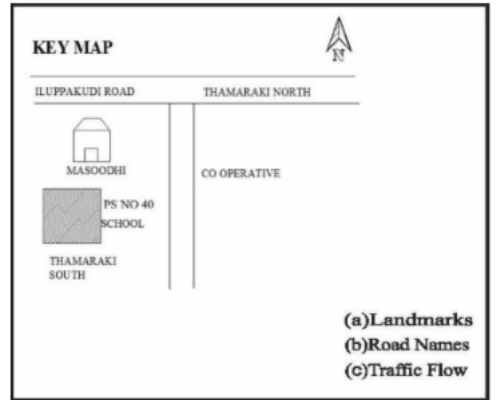 KEY MAP
N
ILUPPAKUDI ROAD
THAMARAKI NORTH
MASOODHI
CO OPERATIVE
PS NO 40
SCHOOL
THAMARAKI
SOUTH
(a)Landmarks
(b)Road Names
(c)Traffic Flow